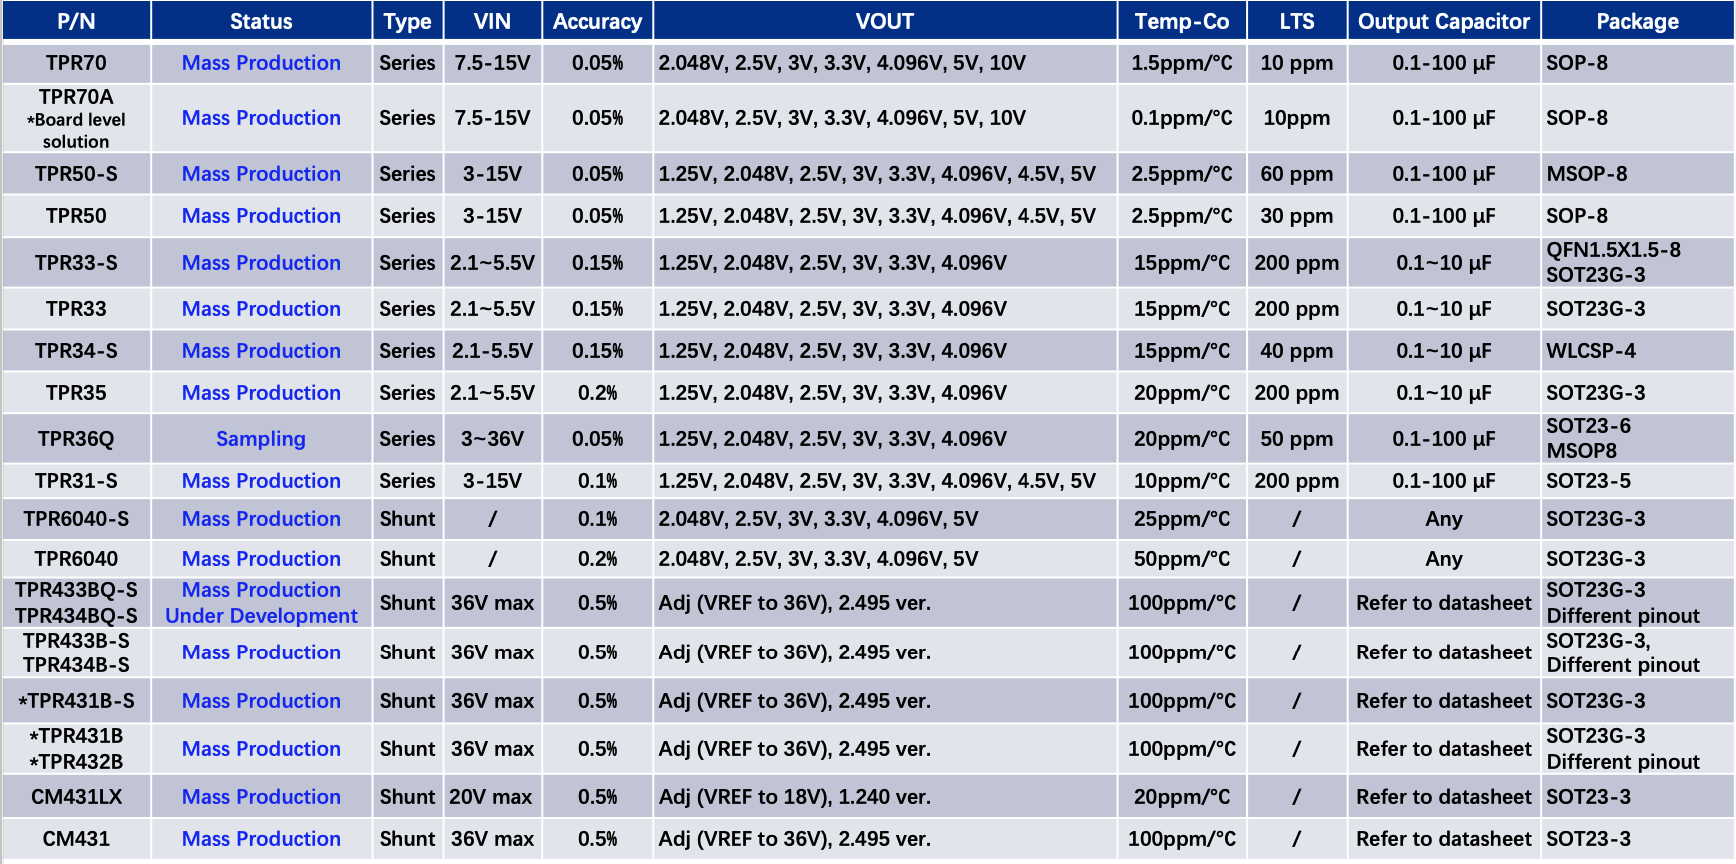 P/N Status Type VIN Accuracy VOUT Temp-Co LTS Output Capacitor Package
TPR70 Mass Production Series 7.5-15V 0.05% 2.048V, 2.5V, 3V, 3.3V, 4.096V, 5V, 10V 1.5ppm/°C 10 ppm 0.1-100 μF SOP-8
TPR70A
*Board level
solution
Mass Production Series 7.5-15V 0.05% 2.048V, 2.5V, 3V, 3.3V, 4.096V, 5V, 10V 0.1ppm/°C 10ppm 0.1-100 μF SOP-8
TPR50-S Mass Production Series 3-15V 0.05% 1.25V, 2.048V, 2.5V, 3V, 3.3V, 4.096V, 4.5V, 5V 2.5ppm/°C 60 ppm 0.1-100 μF MSOP-8
TPR50 Mass Production Series 3-15V 0.05% 1.25V, 2.048V, 2.5V, 3V, 3.3V, 4.096V, 4.5V, 5V 2.5ppm/°C 30 ppm 0.1-100 μF SOP-8
TPR33-S Mass Production Series 2.1~5.5V 0.15% 1.25V, 2.048V, 2.5V, 3V, 3.3V, 4.096V 15ppm/°C 200 ppm 0.1~10 μF QFN1.5X1.5-8
SOT23G-3
TPR33 Mass Production Series 2.1~5.5V 0.15% 1.25V, 2.048V, 2.5V, 3V, 3.3V, 4.096V 15ppm/°C 200 ppm 0.1~10 μF SOT23G-3
TPR34-S Mass Production Series 2.1-5.5V 0.15% 1.25V, 2.048V, 2.5V, 3V, 3.3V, 4.096V 15ppm/°C 40 ppm 0.1~10 μF WLCSP-4
TPR35 Mass Production Series 2.1~5.5V 0.2% 1.25V, 2.048V, 2.5V, 3V, 3.3V, 4.096V 20ppm/°C 200 ppm 0.1~10 μF SOT23G-3
TPR36Q Sampling Series 3~36V 0.05% 1.25V, 2.048V, 2.5V, 3V, 3.3V, 4.096V 20ppm/°C 50 ppm 0.1-100 μF SOT23-6
MSOP8
TPR31-S Mass Production Series 3-15V 0.1% 1.25V, 2.048V, 2.5V, 3V, 3.3V, 4.096V, 4.5V, 5V 10ppm/°C 200 ppm 0.1-100 μF SOT23-5
TPR6040-S Mass Production Shunt / 0.1% 2.048V, 2.5V, 3V, 3.3V, 4.096V, 5V 25ppm/°C / Any SOT23G-3
TPR6040 Mass Production Shunt / 0.2% 2.048V, 2.5V, 3V, 3.3V, 4.096V, 5V 50ppm/°C / Any SOT23G-3
TPR433BQ-S
TPR434BQ-S
Mass Production
Under Development
Shunt 36V max 0.5% Adj (VREF to 36V), 2.495 ver. 100ppm/°C / Refer to datasheet SOT23G-3
Different pinout
TPR433B-S
TPR434B-S
Mass Production Shunt 36V max 0.5% Adj (VREF to 36V), 2.495 ver. 100ppm/°C / Refer to datasheet SOT23G-3,
Different pinout
*TPR431B-S Mass Production Shunt 36V max 0.5% Adj (VREF to 36V), 2.495 ver. 100ppm/°C / Refer to datasheet SOT23G-3
*TPR431B
*TPR432B
Mass Production Shunt 36V max 0.5% Adj (VREF to 36V), 2.495 ver. 100ppm/°C / Refer to datasheet SOT23G-3
Different pinout
CM431LX Mass Production Shunt 20V max 0.5% Adj (VREF to 18V), 1.240 ver. 20ppm/°C / Refer to datasheet SOT23-3
CM431 Mass Production Shunt 36V max 0.5% Adj (VREF to 36V), 2.495 ver. 100ppm/°C / Refer to datasheet SOT23-3